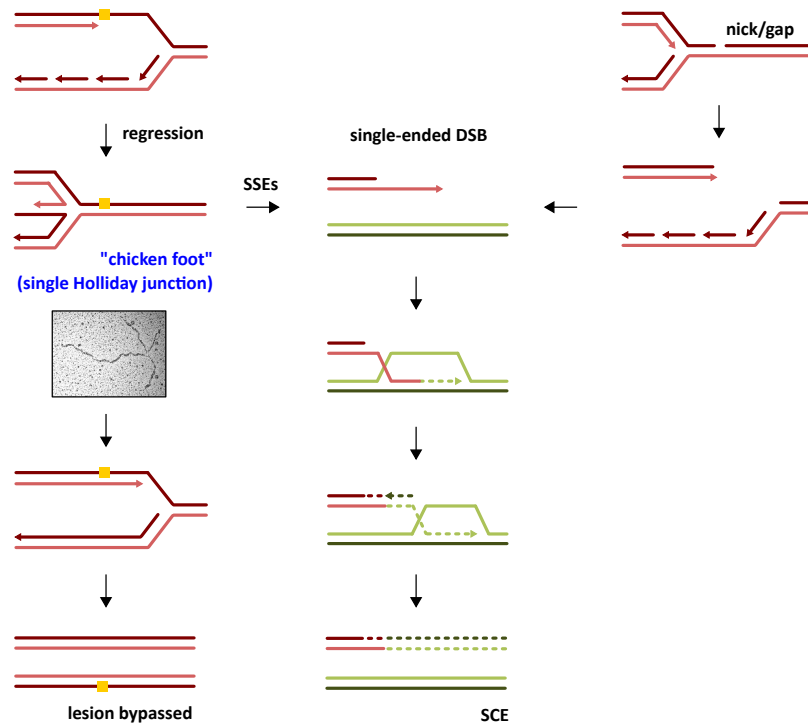 nick/gap
regression
single-ended DSB
SSEs
"chicken foot"
(single Holliday junction)
lesion bypassed
SCE